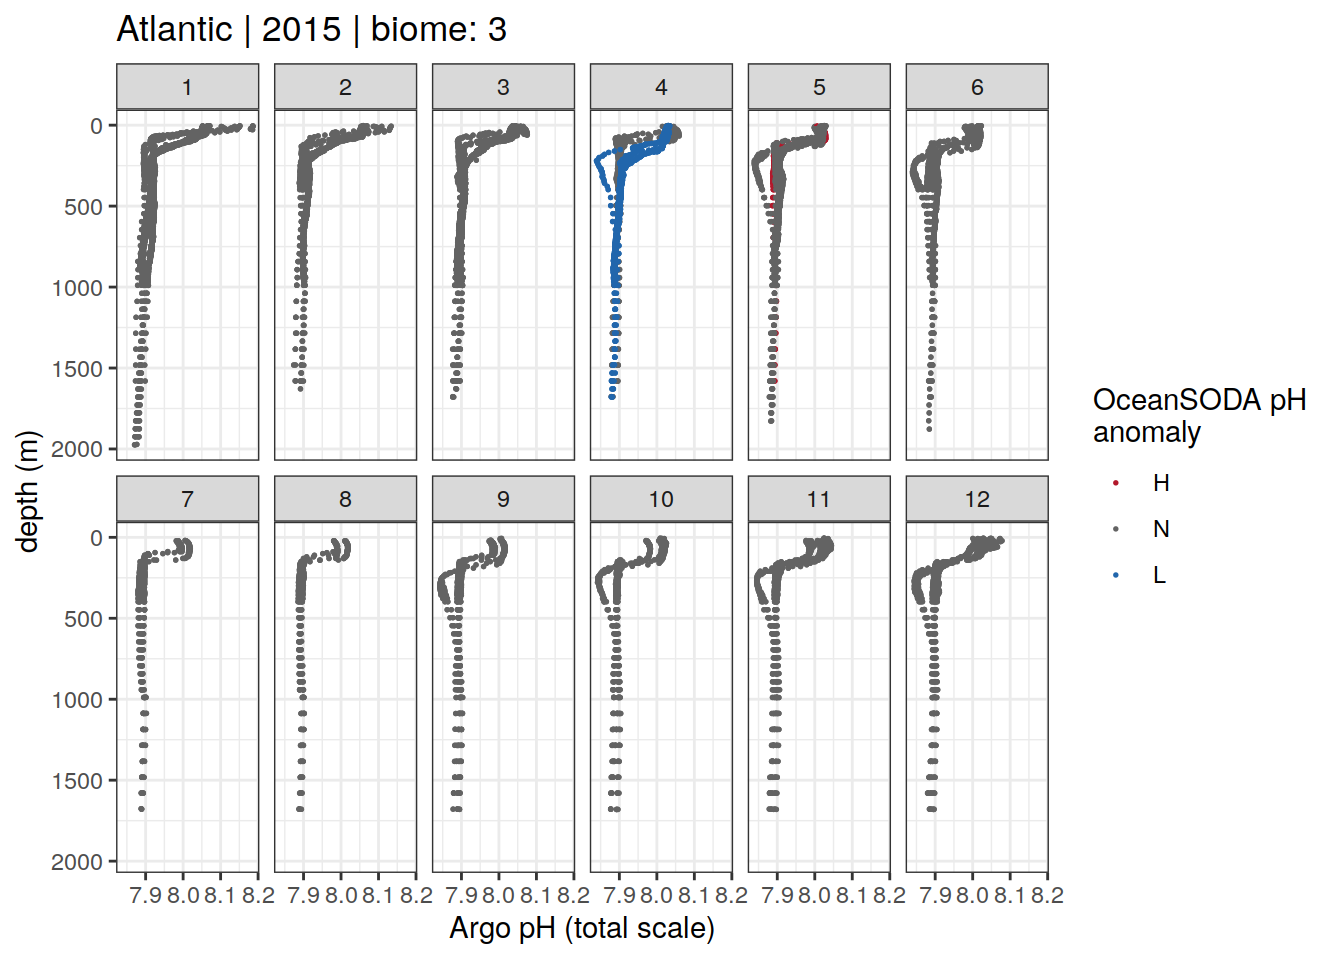 Atlantic | 2015 | biome: 3
1 2 3 4 5 6
0
500
1000
1500
2000
7 8 9 10 11 12
0
500
1000
1500
2000
7.9 8.0 8.1 8.2 7.9 8.0 8.1 8.2 7.9 8.0 8.1 8.2 7.9 8.0 8.1 8.2 7.9 8.0 8.1 8.2 7.9 8.0 8.1 8.2
Argo pH (total scale)
depth (m)
OceanSODA pH
anomaly
H
N
L